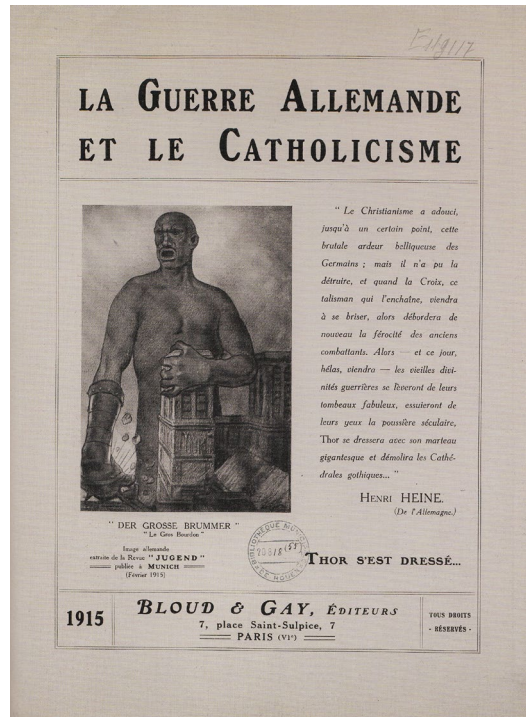 LA GUERRE ALLEMANDE
ET LE CATHOLICISME
" Le Christianisme a adouci,
jusqu'à un certain point, cette
brutale ardeur belliqueuse des
Germains ; mais il n'a pu la
détruire, et quand la Croix, ce
talisman qui l'enchaîne, viendra
à se briser, alors débordera de
nouveau la férocité des anciens
combattants. Alors — et ce jour,
hélas, viendra — les vieilles divi-
nités guerrières se lèveront de leurs
tombeaux fabuleux, essuieront de
leurs yeux la poussière séculaire,
Thor se dressera avec son marteau
gigantesque et démolira les Cathé-
drales gothiques... "
HENRI HEINE.
(De l'Allemagne.)
" DER GROSSE BRUMMER "
" Le Gros Bourdon "
Image allemande
extraite de la Revue "JUGEND"
publiée à MUNICH
(Février 1915)
THOR S'EST DRESSÉ...
1915
BLOUD & GAY, ÉDITEURS
7, place Saint-Sulpice, 7
PARIS (VIe)
TOUS DROITS
- RÉSERVÉS -